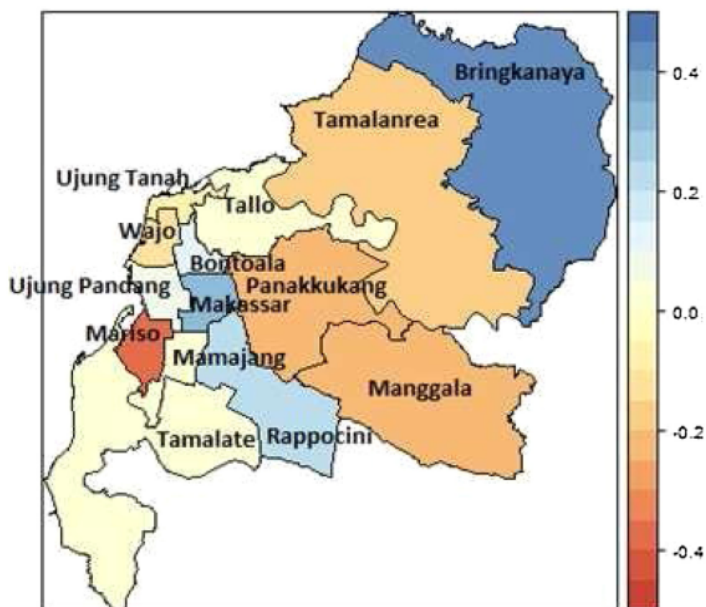 Bringkanaya
Tamalanrea
Ujung Tanah
Tallo
Wajo
Bontoala
Ujung Pandang
Panakkukang
Makassar
Mariso
Mamajang
Manggala
Tamalate
Rappocini
0.4
0.2
0.0
-0.2
-0.4